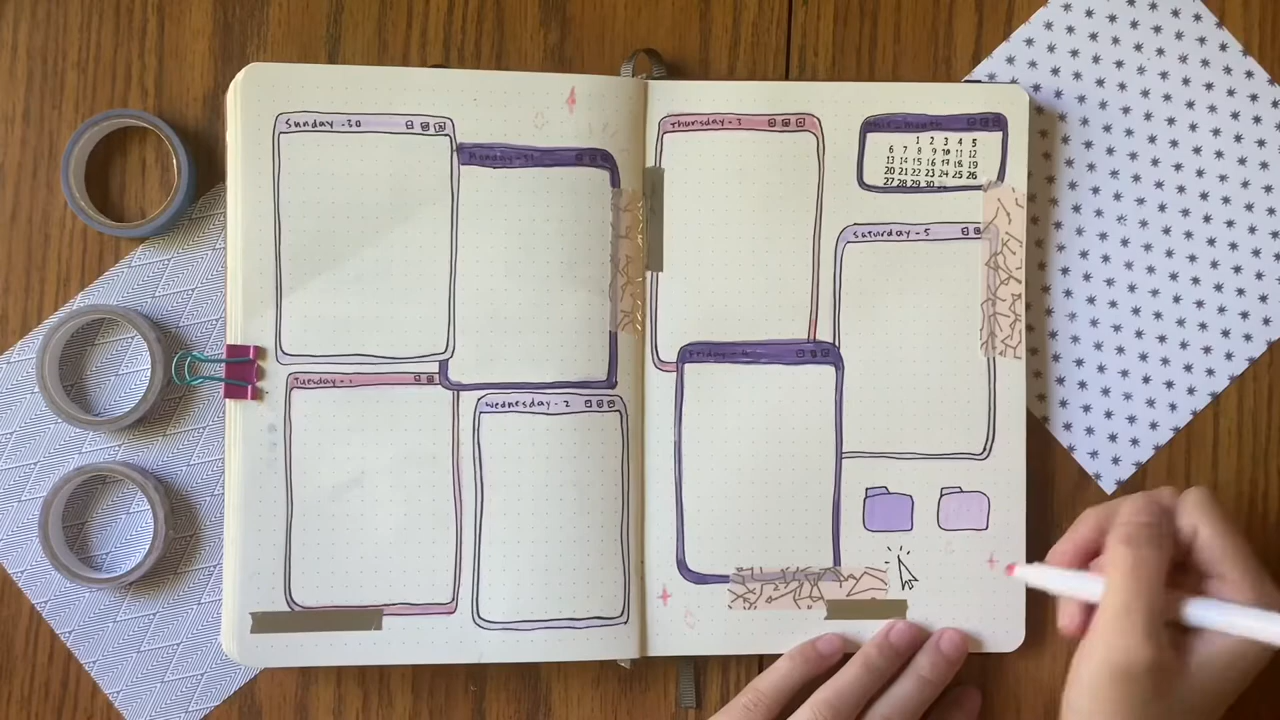 Sunday -30
Monday - 31
Tuesday - 1
Wednesday - 2
Thursday - 3
Friday - 4
this month
1 2 3 4 5
6 7 8 9 10 11 12
13 14 15 16 17 18 19
20 21 22 23 24 25 26
27 28 29 30
Saturday - 5